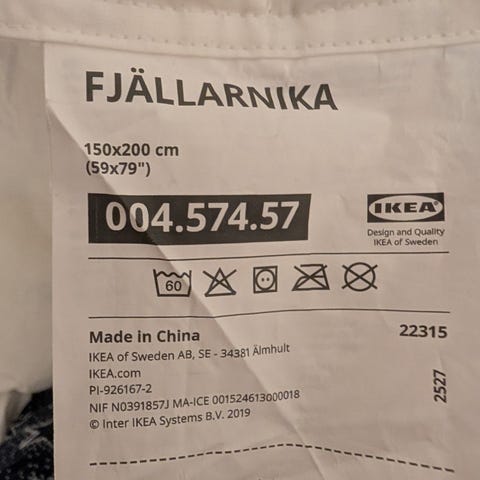 FJÄLLARNIKA
150x200 cm
(59x79")
004.574.57
IKEA®
Design and Quality
IKEA of Sweden
60
Made in China
22315
IKEA of Sweden AB, SE - 34381 Älmhult
IKEA.com
PI-926167-2
NIF N0391857J MA-ICE 001524613000018
© Inter IKEA Systems B.V. 2019
2527